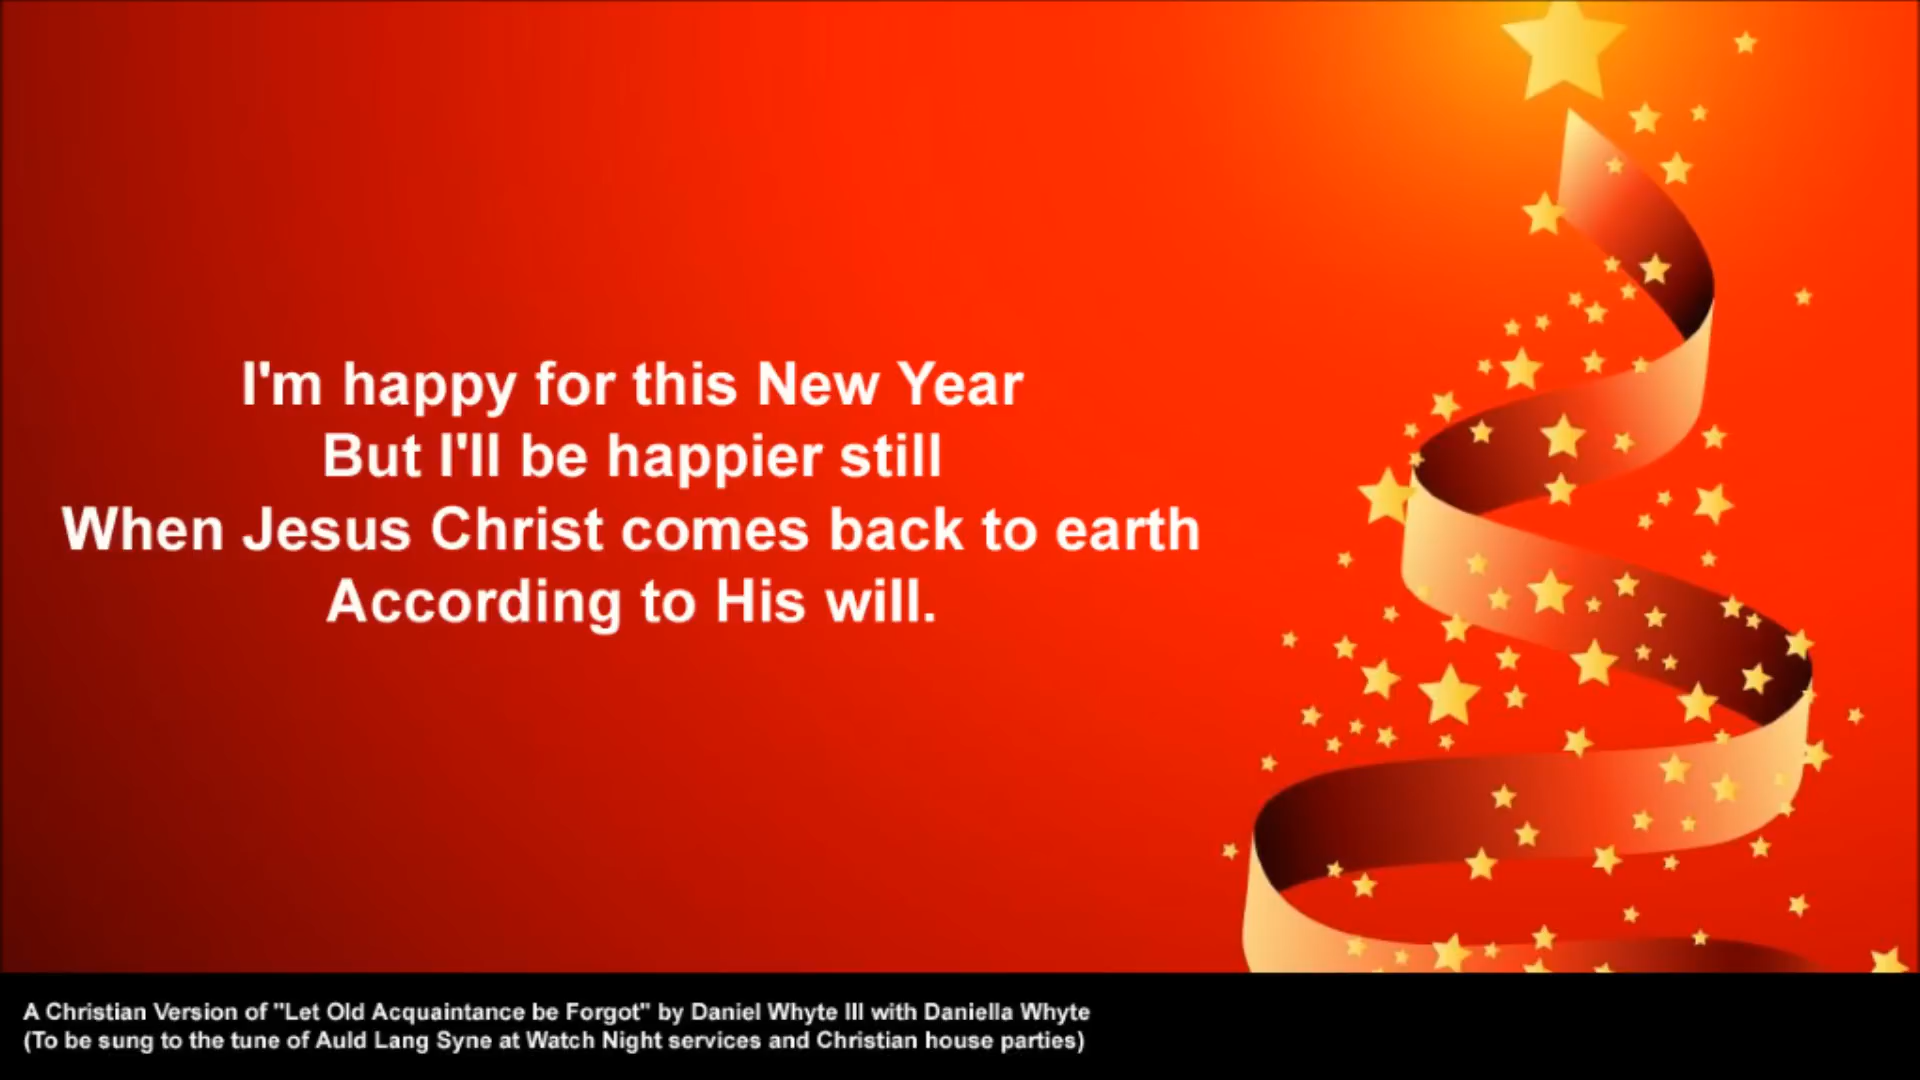 I'm happy for this New Year
But I'll be happier still
When Jesus Christ comes back to earth
According to His will.
A Christian Version of "Let Old Acquaintance be Forgot" by Daniel Whyte III with Daniella Whyte
(To be sung to the tune of Auld Lang Syne at Watch Night services and Christian house parties)